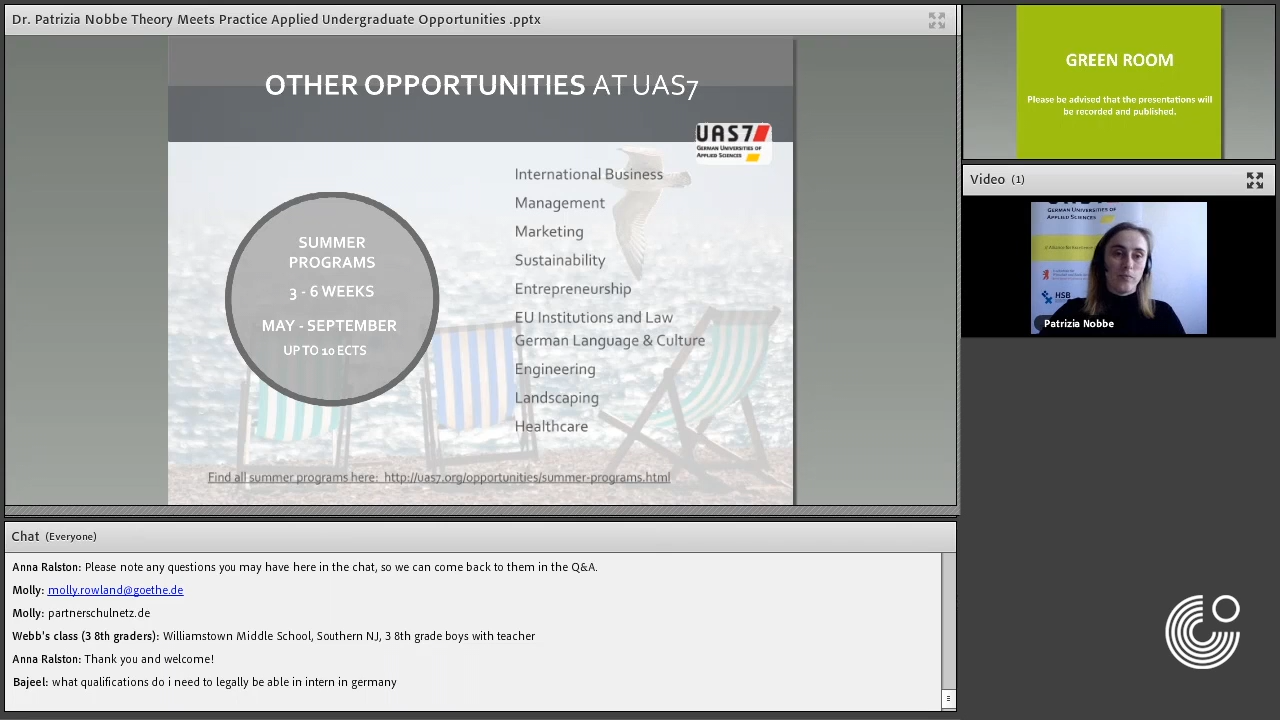 Dr. Patrizia Nobbe Theory Meets Practice Applied Undergraduate Opportunities .pptx
OTHER OPPORTUNITIES AT UAS7
UAS7
GERMAN UNIVERSITIES OF
APPLIED SCIENCES
SUMMER
PROGRAMS
3 - 6 WEEKS
MAY - SEPTEMBER
UP TO 10 ECTS
International Business
Management
Marketing
Sustainability
Entrepreneurship
EU Institutions and Law
German Language & Culture
Engineering
Landscaping
Healthcare
Find all summer programs here: http://uas7.org/opportunities/summer-programs.html
GREEN ROOM
Please be advised that the presentations will
be recorded and published.
Video (1)
GERMAN UNIVERSITIES OF
APPLIED SCIENCES
HSB
Patrizia Nobbe
Chat (Everyone)
Anna Ralston: Please note any questions you may have here in the chat, so we can come back to them in the Q&A.
Molly: molly.rowland@goethe.de
Molly: partnerschulnetz.de
Webb's class (3 8th graders): Williamstown Middle School, Southern NJ, 3 8th grade boys with teacher
Anna Ralston: Thank you and welcome!
Bajeel: what qualifications do i need to legally be able in intern in germany